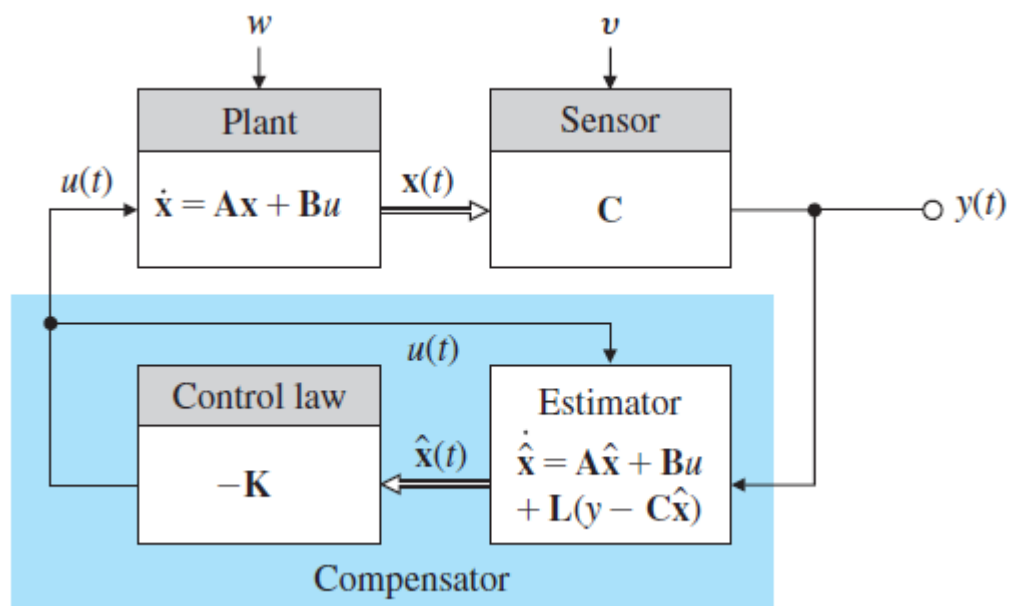 w
υ
Plant
Sensor
u(t)
ẋ = Ax + Bu
x(t)
C
y(t)
u(t)
Control law
−K
x̂(t)
Estimator
x̂̇ = Ax̂ + Bu
+ L(y − Cx̂)
Compensator